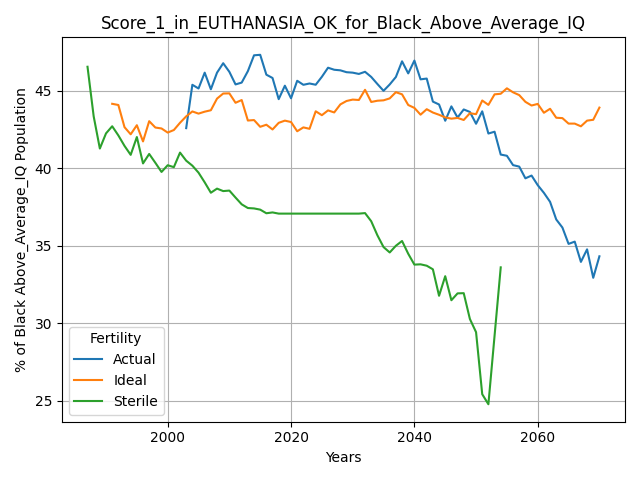 Score_1_in_EUTHANASIA_OK_for_Black_Above_Average_IQ
% of Black Above_Average_IQ Population
45
40
35
30
25
Fertility
Actual
Ideal
Sterile
2000
2020
2040
2060
Years